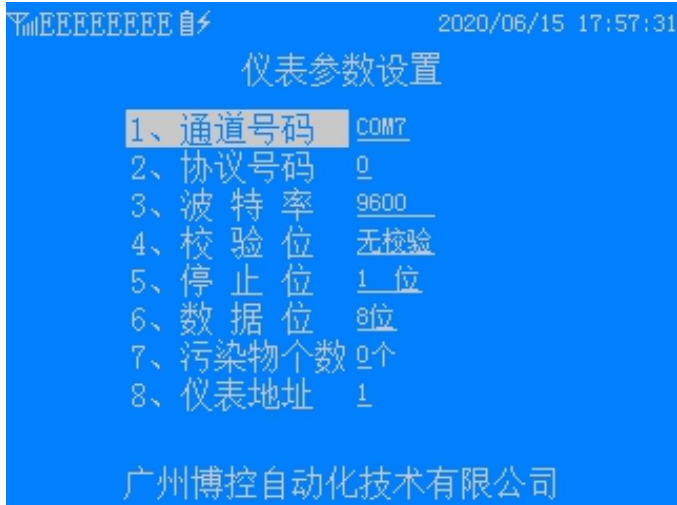 EEEEEEEEE 2020/06/15 17:57:31
仪表参数设置
1、通道号码 COM7
2、协议号码 0
3、波特率 9600
4、校验位 无校验
5、停止位 1 位
6、数据位 8位
7、污染物个数 0个
8、仪表地址 1
广州博控自动化技术有限公司